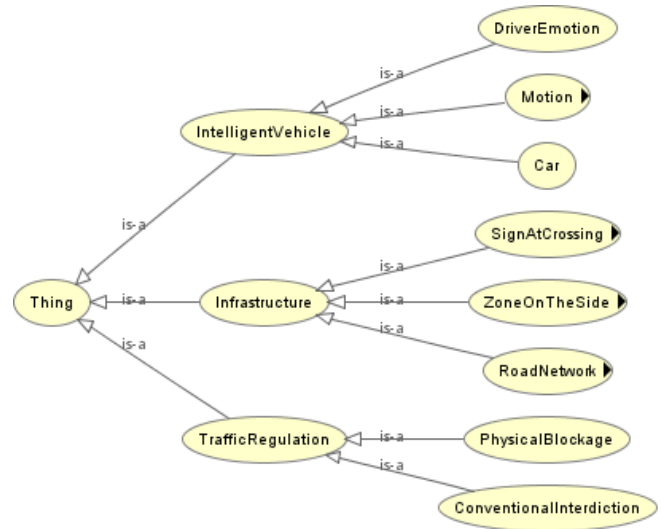 DriverEmotion
is-a
Motion
is-a
IntelligentVehicle
is-a
Car
is-a
SignAtCrossing
is-a
Thing
is-a
Infrastructure
is-a
ZoneOnTheSide
is-a
is-a
RoadNetwork
TrafficRegulation
is-a
PhysicalBlockage
is-a
ConventionalInterdiction